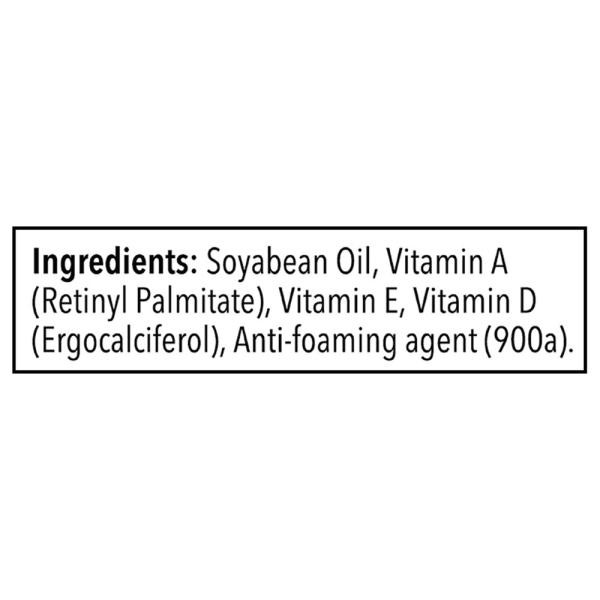 Ingredients: Soyabean Oil, Vitamin A
(Retinyl Palmitate), Vitamin E, Vitamin D
(Ergocalciferol), Anti-foaming agent (900a).